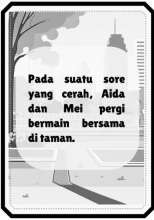 Pada suatu sore
yang cerah, Aida
dan Mei pergi
bermain bersama
di taman.